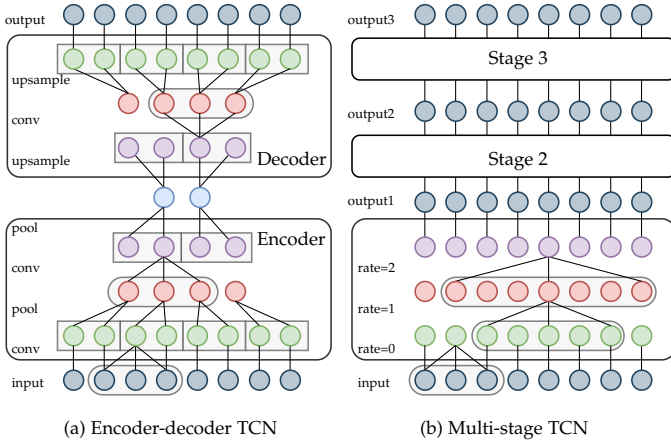 output
upsample
conv
upsample
Decoder
pool
Encoder
conv
pool
conv
input
(a) Encoder-decoder TCN
output3
Stage 3
output2
Stage 2
output1
rate=2
rate=1
rate=0
input
(b) Multi-stage TCN